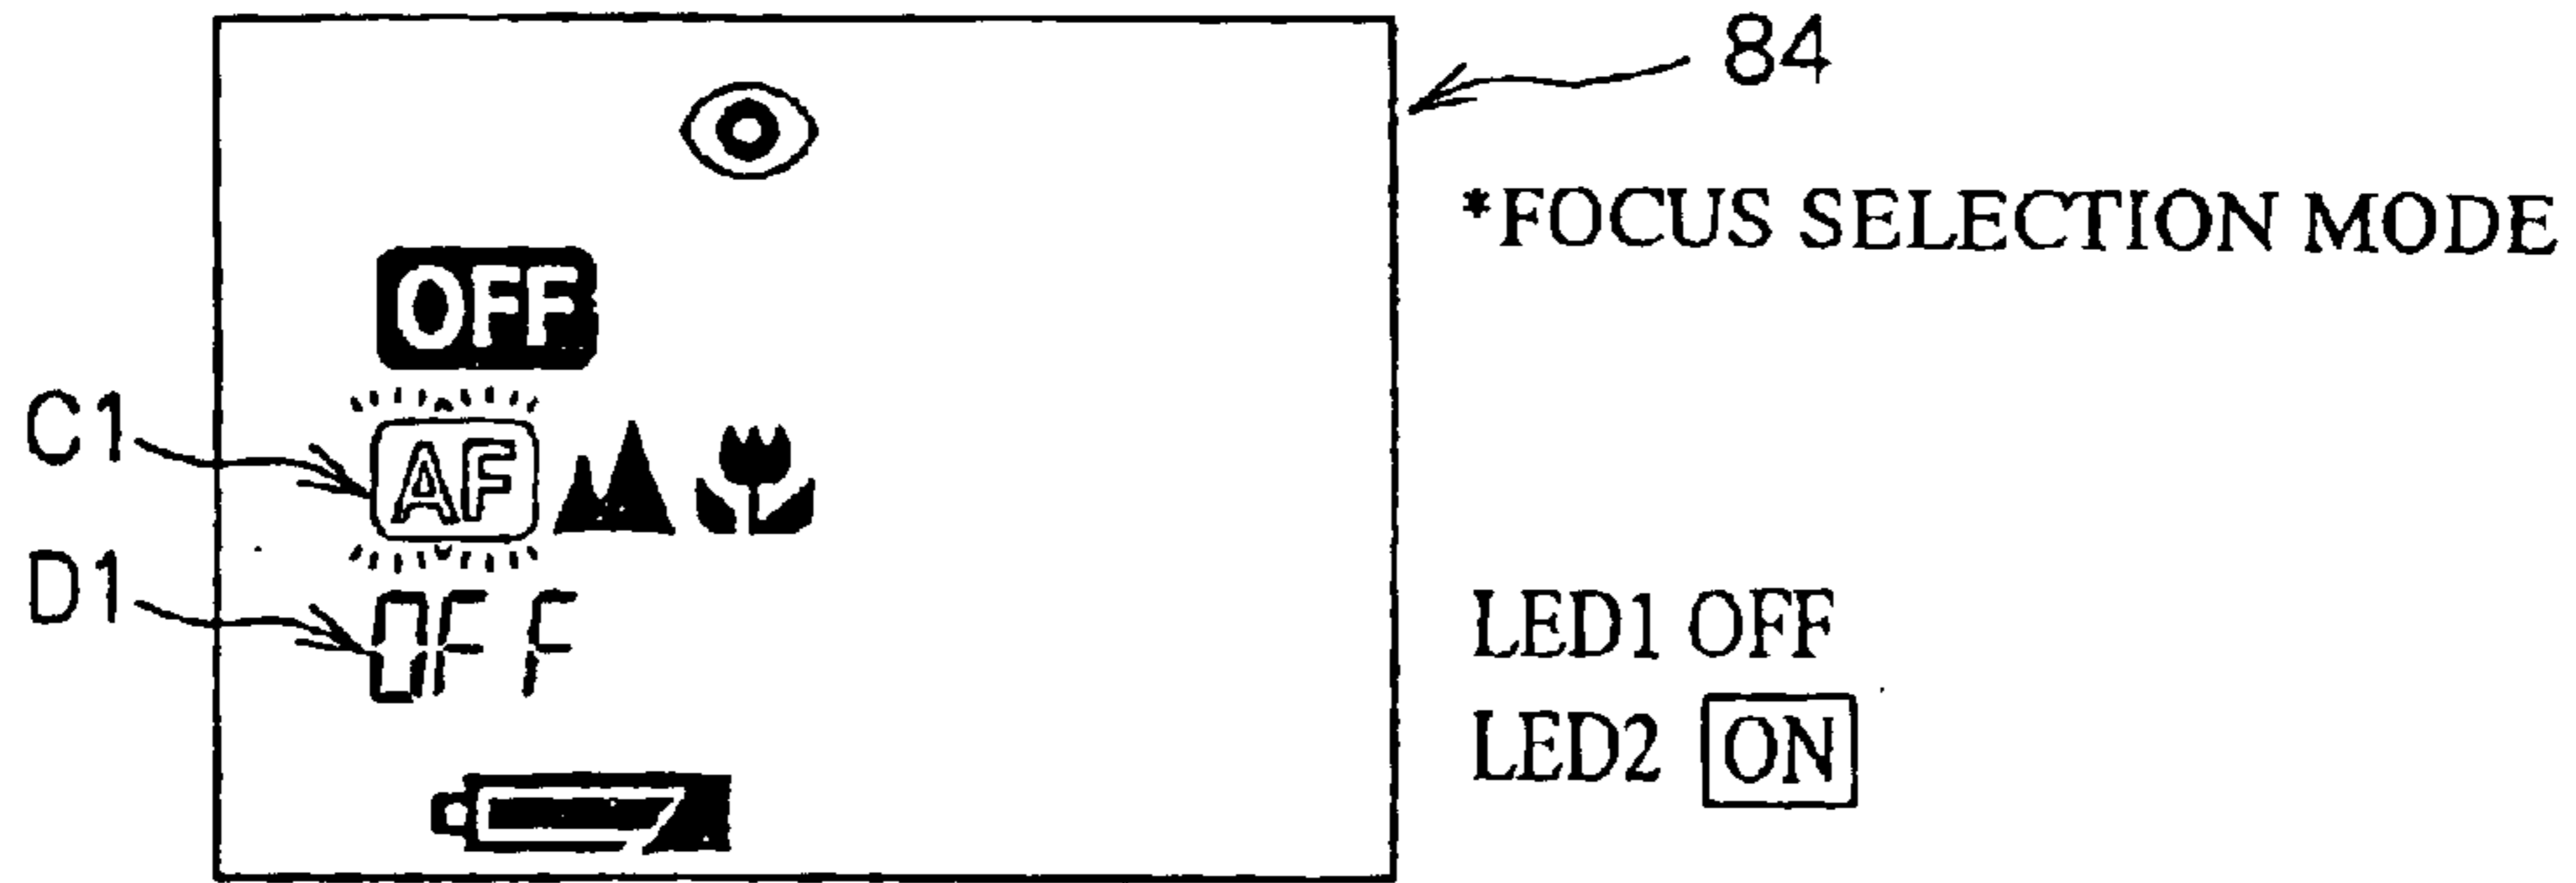 84
*FOCUS SELECTION MODE
OFF
C1
AF
D1
OFF
LED1 OFF
LED2 ON